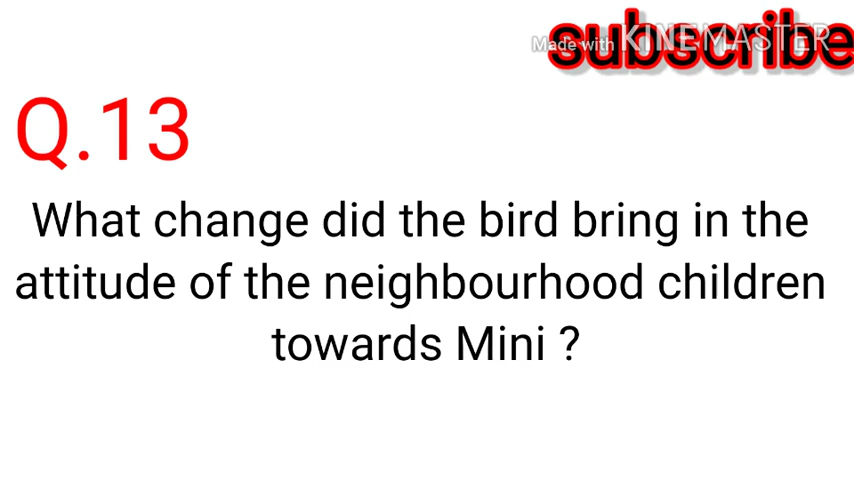 subscribe
Made with KINEMASTER
Q.13
What change did the bird bring in the
attitude of the neighbourhood children
towards Mini ?